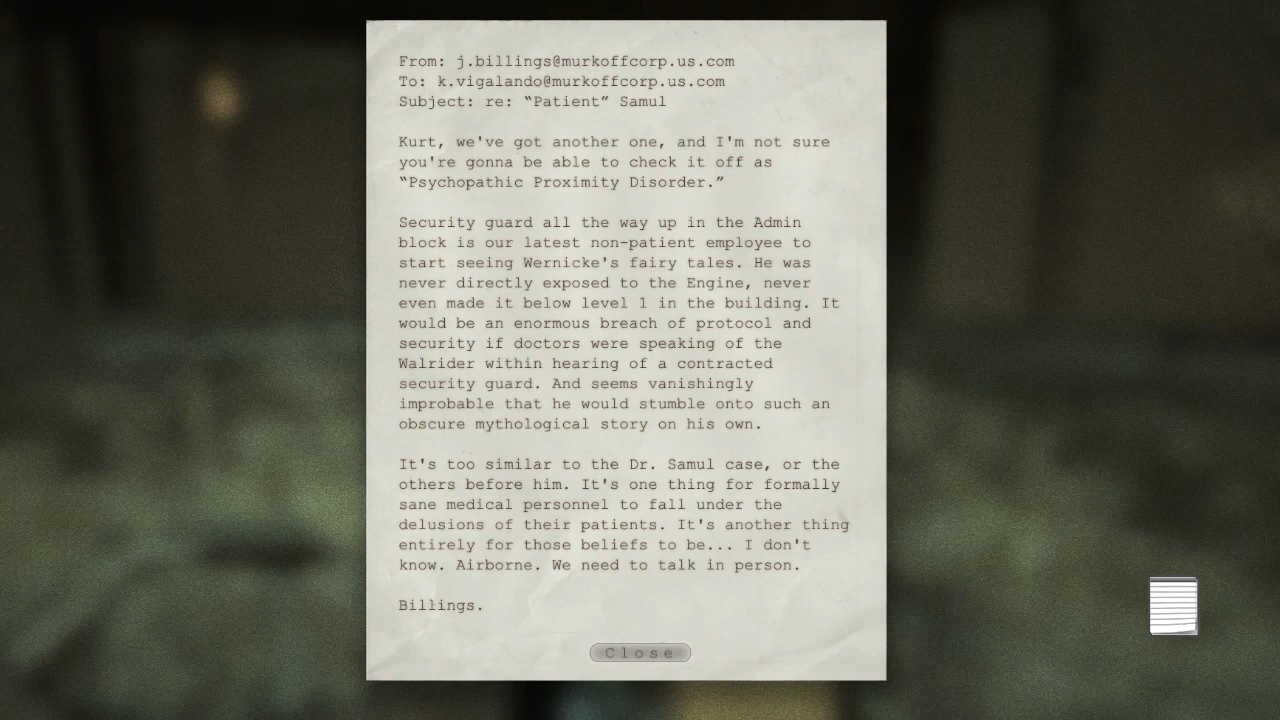 From: j.billings@murkoffcorp.us.com
To: k.vigalando@murkoffcorp.us.com
Subject: re: “Patient” Samul
Kurt, we've got another one, and I'm not sure
you're gonna be able to check it off as
“Psychopathic Proximity Disorder.”
Security guard all the way up in the Admin
block is our latest non-patient employee to
start seeing Wernicke's fairy tales. He was
never directly exposed to the Engine, never
even made it below level 1 in the building. It
would be an enormous breach of protocol and
security if doctors were speaking of the
Walrider within hearing of a contracted
security guard. And seems vanishingly
improbable that he would stumble onto such an
obscure mythological story on his own.
It's too similar to the Dr. Samul case, or the
others before him. It's one thing for formally
sane medical personnel to fall under the
delusions of their patients. It's another thing
entirely for those beliefs to be... I don't
know. Airborne. We need to talk in person.
Billings.
Close